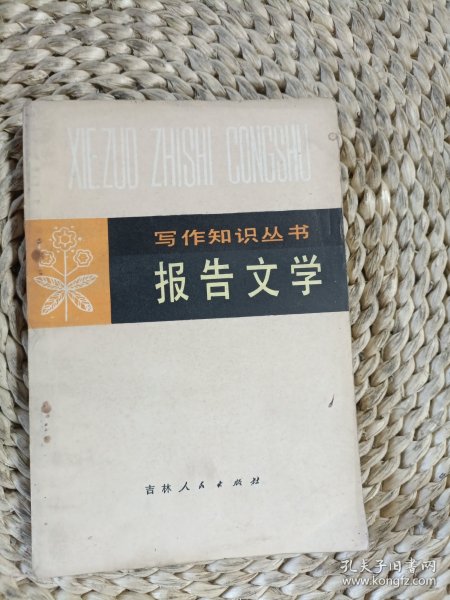 XIEZUO ZHISHI CONGSHU
写作知识丛书
报告文学
吉林人民出版社
孔夫子旧书网
www.kongfz.com